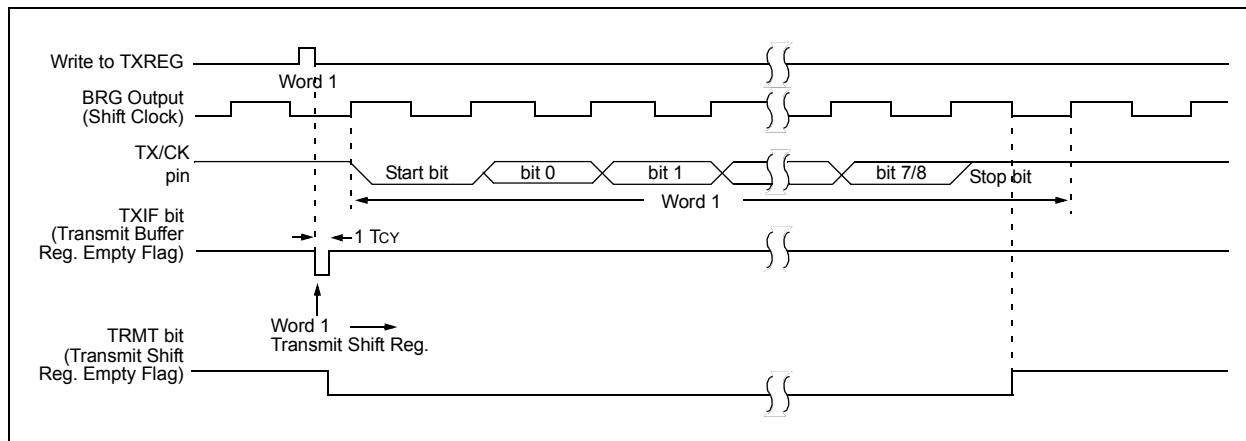 Write to TXREG
Word 1
BRG Output
(Shift Clock)
TX/CK
pin
Start bit
bit 0
bit 1
bit 7/8
Stop bit
Word 1
TXIF bit
(Transmit Buffer
Reg. Empty Flag)
1 TCY
Word 1
Transmit Shift Reg.
TRMT bit
(Transmit Shift
Reg. Empty Flag)